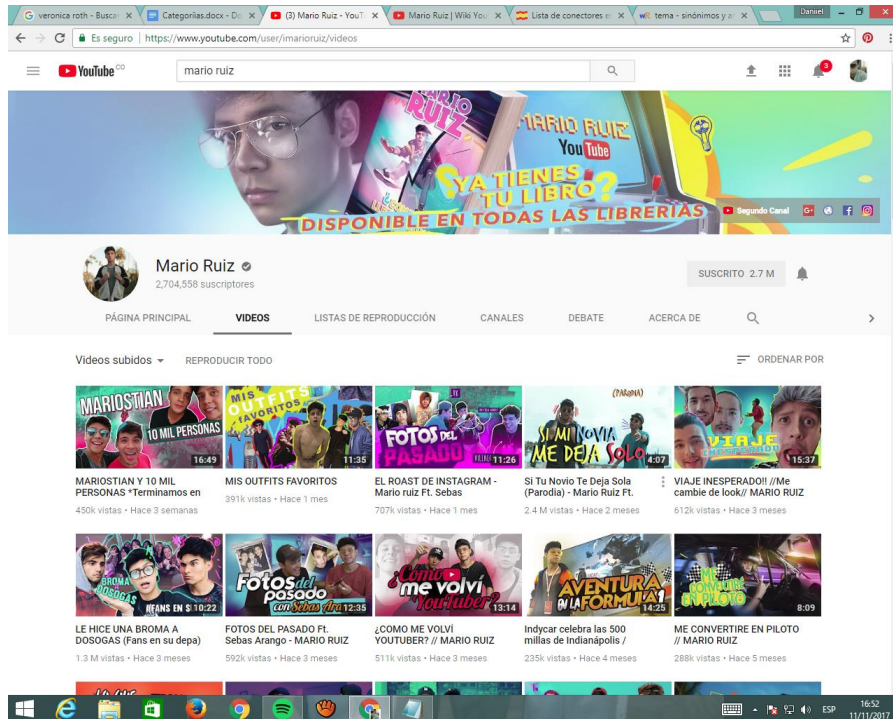 veronica roth - Buscar
Categorias.docx - Do
(3) Mario Ruiz - YouT
Mario Ruiz | Wiki You
Lista de conectores e
tema - sinónimos y a
Daniel
Es seguro | https://www.youtube.com/user/imarioruiz/videos
YouTube CO
mario ruiz
3
MARIO RUIZ
YouTube
RUIZ
¿YA TIENES
TU LIBRO?
DISPONIBLE EN TODAS LAS LIBRERIAS
Segundo Canal
Mario Ruiz
2,704,558 suscriptores
SUSCRITO 2.7 M
PÁGINA PRINCIPAL VIDEOS LISTAS DE REPRODUCCIÓN CANALES DEBATE ACERCA DE
Videos subidos REPRODUCIR TODO ORDENAR POR
MARIOSTIAN
10 MIL PERSONAS
16:49
MIS
OUTFITS
FAVORITOS
11:35
FOTOS DEL
PASADO
11:26
(PARODIA)
SI MI NOVIA
ME DEJA SOLO
4:07
VIAJE
INESPERADO
15:37
MARIOSTIAN Y 10 MIL
PERSONAS *Terminamos en
450k vistas • Hace 3 semanas
MIS OUTFITS FAVORITOS
391k vistas • Hace 1 mes
EL ROAST DE INSTAGRAM -
Mario ruiz Ft. Sebas
707k vistas • Hace 1 mes
Si Tu Novio Te Deja Sola
(Parodia) - Mario Ruiz Ft.
2.4 M vistas • Hace 2 meses
VIAJE INESPERADO!! //Me
cambie de look// MARIO RUIZ
612k vistas • Hace 3 meses
BROMA A
DOSOGAS
(FANS EN S
10:22
Fotos del
pasado
con Sebas Ara
12:35
¿Como
me volví
YouTuber?
13:14
AVENTURA
EN LA FORMULA 1
14:25
ME
CONVERTIRE
EN PILOTO
8:09
LE HICE UNA BROMA A
DOSOGAS (Fans en su depa)
1.3 M vistas • Hace 3 meses
FOTOS DEL PASADO Ft.
Sebas Arango - MARIO RUIZ
592k vistas • Hace 3 meses
¿COMO ME VOLVÍ
YOUTUBER? // MARIO RUIZ
511k vistas • Hace 3 meses
Indycar celebra las 500
millas de Indianápolis /
235k vistas • Hace 4 meses
ME CONVERTIRE EN PILOTO
// MARIO RUIZ
288k vistas • Hace 5 meses
ESP
16:52
11/11/2017